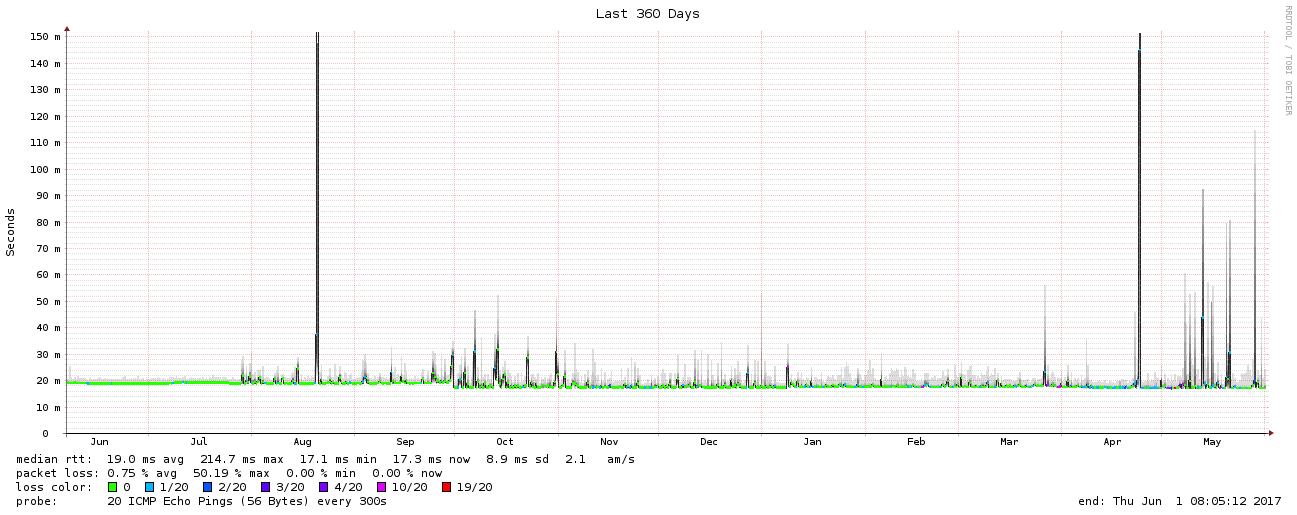 Last 360 Days
RRDTOOL / TOBI OETIKER
Seconds
150 m
140 m
130 m
120 m
110 m
100 m
90 m
80 m
70 m
60 m
50 m
40 m
30 m
20 m
10 m
0
Jun Jul Aug Sep Oct Nov Dec Jan Feb Mar Apr May
median rtt: 19.0 ms avg 214.7 ms max 17.1 ms min 17.3 ms now 8.9 ms sd 2.1 am/s
packet loss: 0.75 % avg 50.19 % max 0.00 % min 0.00 % now
loss color: 0 1/20 2/20 3/20 4/20 10/20 19/20
probe: 20 ICMP Echo Pings (56 Bytes) every 300s end: Thu Jun 1 08:05:12 2017